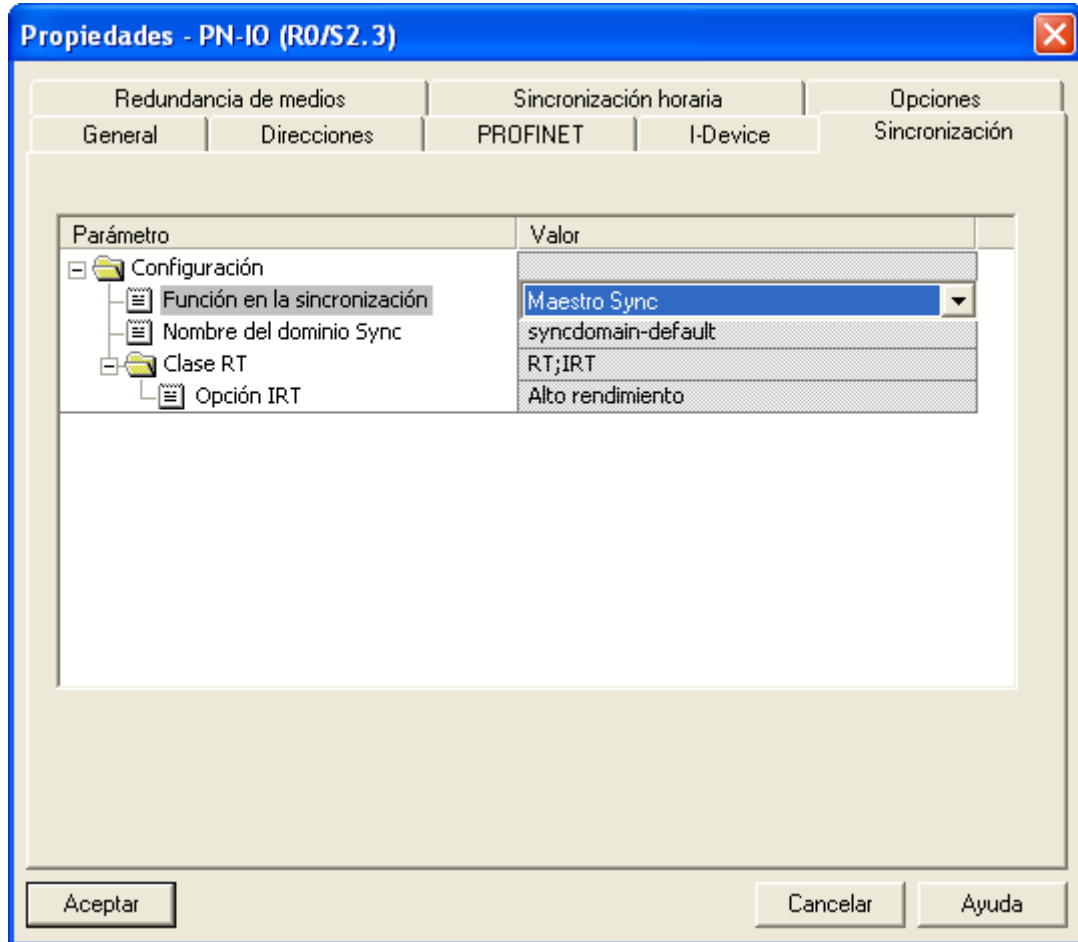 Propiedades - PN-IO (R0/S2.3)
Redundancia de medios Sincronización horaria Opciones
General Direcciones PROFINET I-Device Sincronización
Parámetro Valor
Configuración
Función en la sincronización Maestro Sync
Nombre del dominio Sync syncdomain-default
Clase RT RT;IRT
Opción IRT Alto rendimiento
Aceptar Cancelar Ayuda